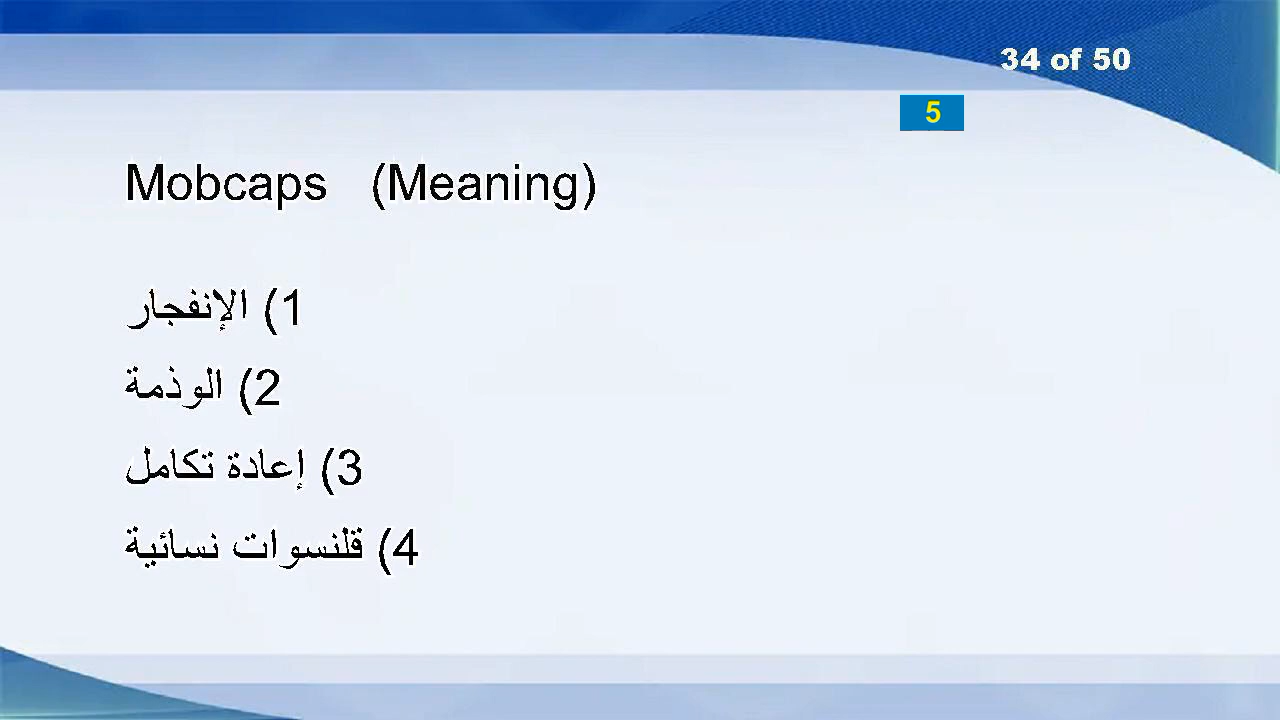 34 of 50
5
Mobcaps (Meaning)
1) الإنفجار
2) الوذمة
3) إعادة تكامل
4) قلنسوات نسائية